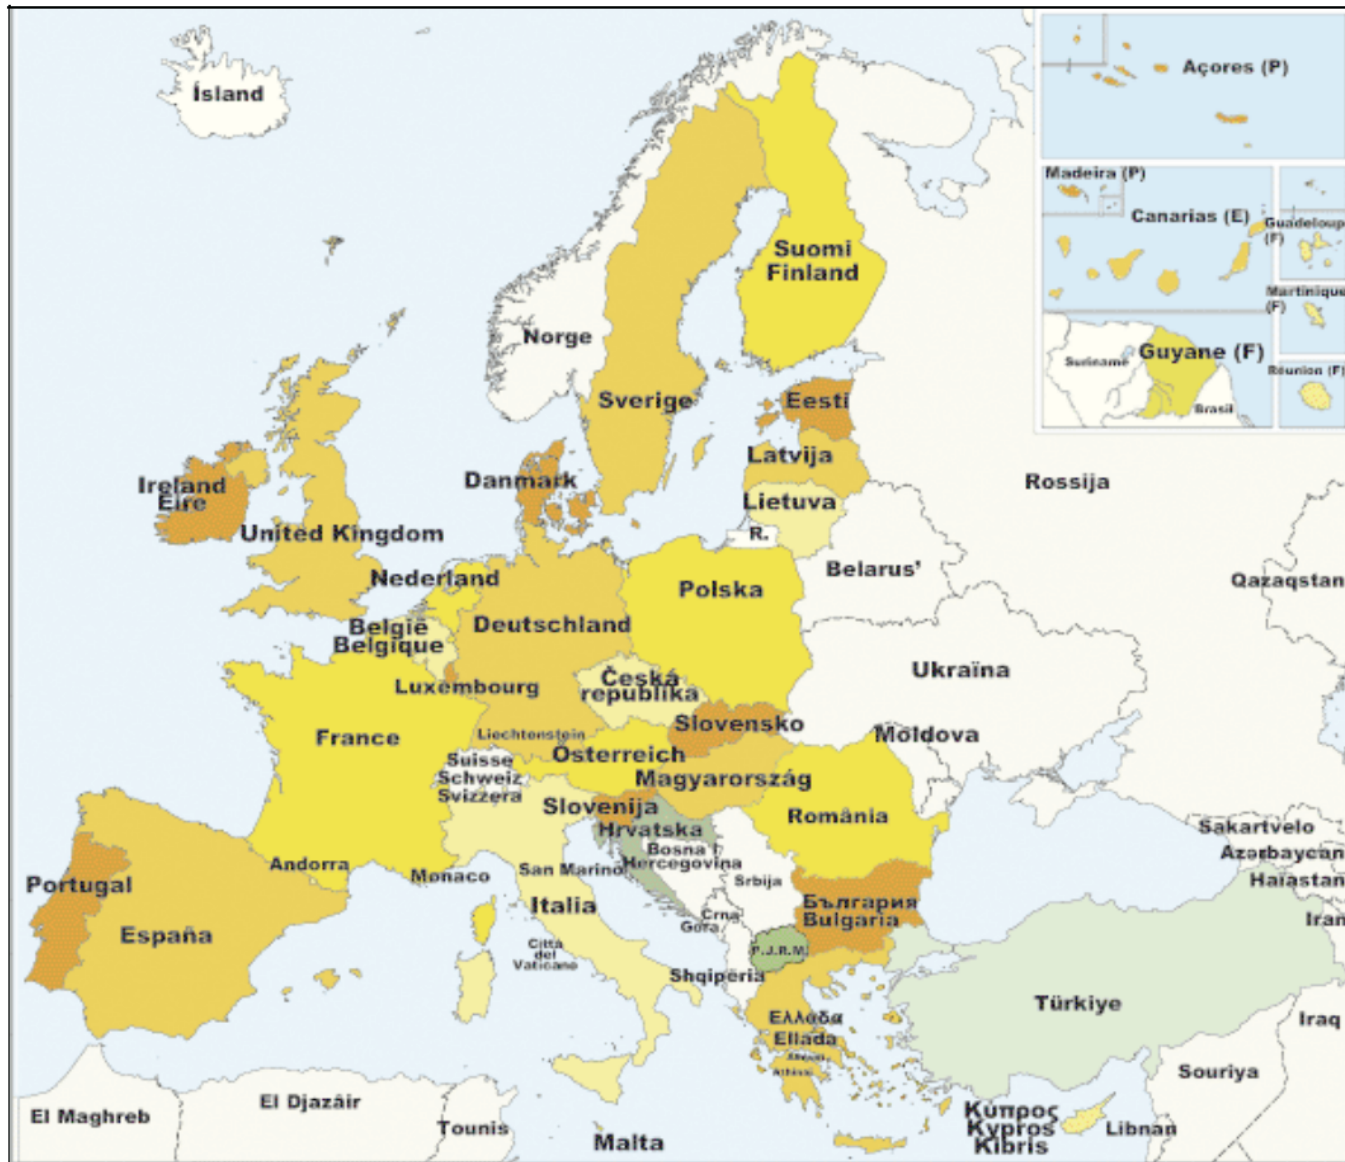 Ísland
Açores (P)
Madeira (P)
Canarias (E)
Guadeloup
(F)
Martinique
(F)
Guyane (F)
Suriname
Brasil
Réunion (F)
Suomi
Finland
Norge
Sverige
Eesti
Latvija
Lietuva
R.
Danmark
Ireland
Eire
United Kingdom
Nederland
België
Belgique
Luxembourg
Deutschland
Polska
Belarus'
Rossija
Qazaqstan
Ukraïna
Moldova
Česká
republika
Slovensko
Liechtenstein
Österreich
Magyarország
România
France
Suisse
Schweiz
Svizzera
Slovenija
Hrvatska
Bosna i
Hercegovina
Srbija
Crna
Gora
Shqipëria
P.J.R.M.
България
Bulgaria
Andorra
Monaco
San Marino
Italia
Città
del
Vaticano
Portugal
España
Ελλάδα
Ellada
Türkiye
Sakartvelo
Azərbaycan
Haïastan
Iran
Iraq
Souriya
Libnan
Κύπρος
Kypros
Kibris
Malta
El Maghreb
El Djazâir
Tounis